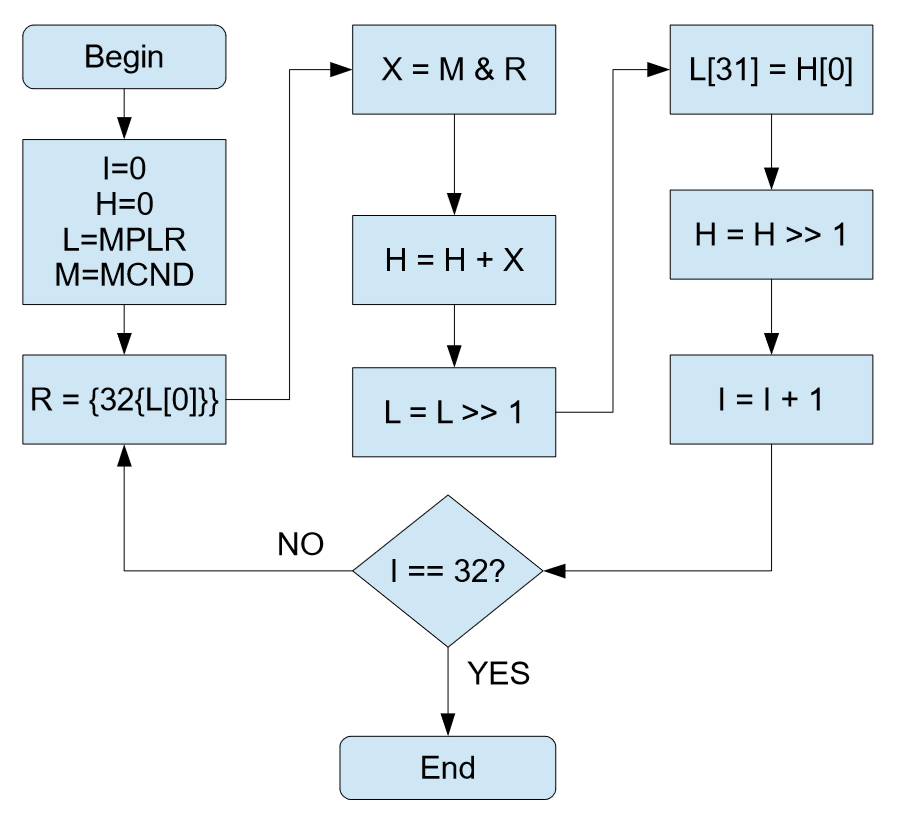 Begin
I=0
H=0
L=MPLR
M=MCND
R = {32{L[0]}}
X = M & R
H = H + X
L = L >> 1
L[31] = H[0]
H = H >> 1
I = I + 1
I == 32?
NO
YES
End